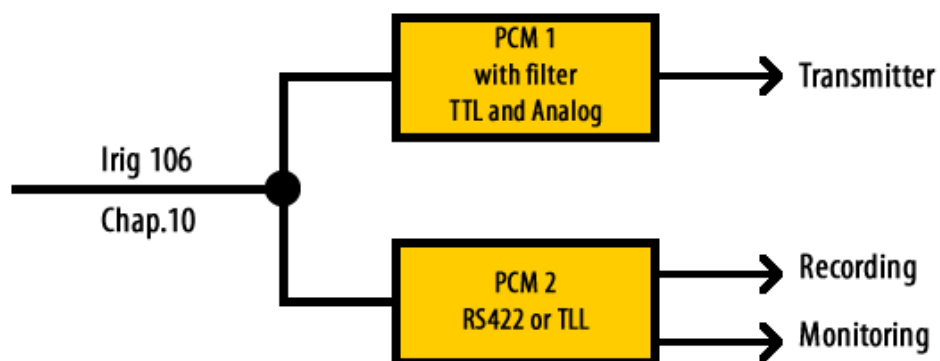 PCM 1
with filter
TTL and Analog
Transmitter
Irig 106
Chap.10
PCM 2
RS422 or TLL
Recording
Monitoring